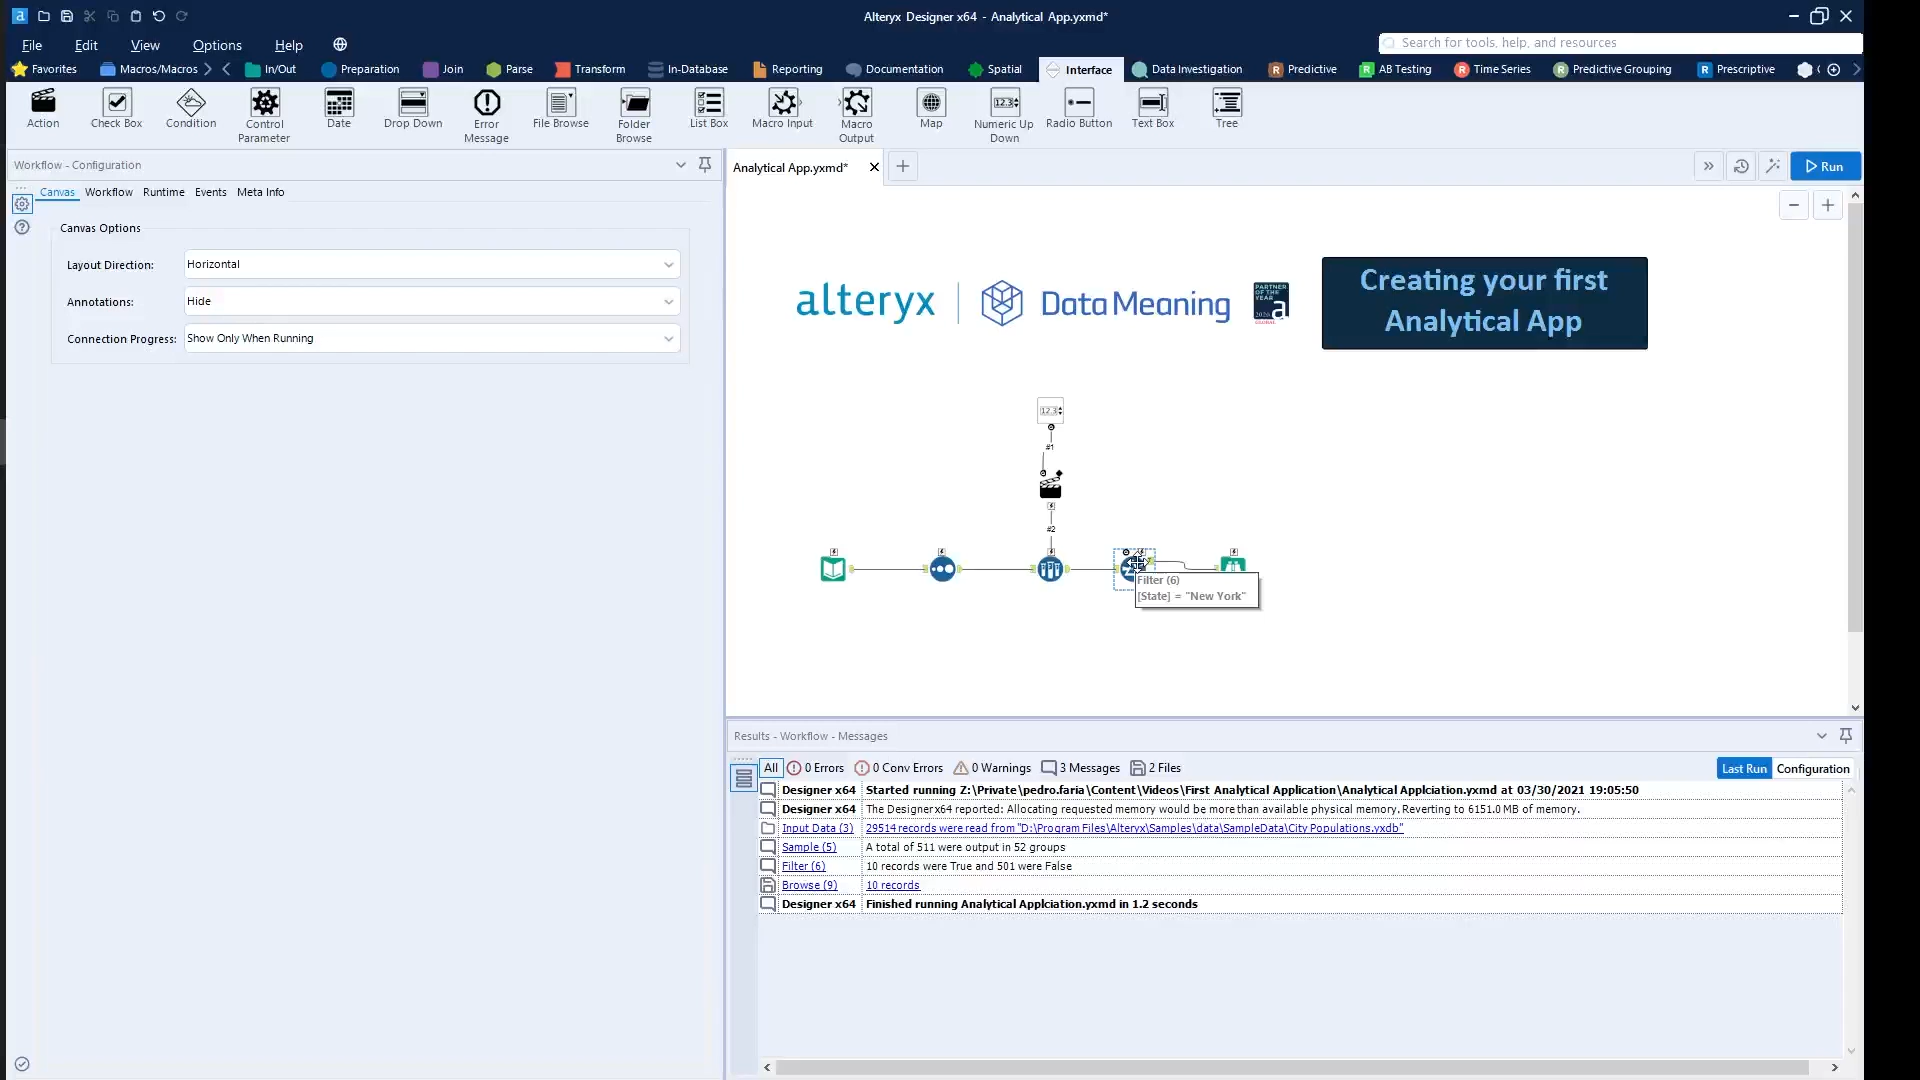 Alteryx Designer x64 - Analytical App.yxmd*
File Edit View Options Help
Search for tools, help, and resources
Favorites Macros/Macros In/Out Preparation Join Parse Transform In-Database Reporting Documentation Spatial Interface Data Investigation Predictive AB Testing Time Series Predictive Grouping Prescriptive
Action Check Box Condition Control Parameter Date Drop Down Error Message File Browse Folder Browse List Box Macro Input Macro Output Map Numeric Up Down Radio Button Text Box Tree
Workflow - Configuration
Canvas Workflow Runtime Events Meta Info
Canvas Options
Layout Direction: Horizontal
Annotations: Hide
Connection Progress: Show Only When Running
Analytical App.yxmd*
Run
alteryx
Data Meaning
PARTNER OF THE YEAR
Creating your first
Analytical App
12.3
#1
#2
Filter (6)
[State] = "New York"
Results - Workflow - Messages
All 0 Errors 0 Conv Errors 0 Warnings 3 Messages 2 Files Last Run Configuration
Designer x64 Started running Z:\Private\pedro.faria\Content\Videos\First Analytical Application\Analytical Applciation.yxmd at 03/30/2021 19:05:50
Designer x64 The Designer x64 reported: Allocating requested memory would be more than available physical memory. Reverting to 6151.0 MB of memory.
Input Data (3) 29514 records were read from "D:\Program Files\Alteryx\Samples\data\SampleData\City Populations.yxdb"
Sample (5) A total of 511 were output in 52 groups
Filter (6) 10 records were True and 501 were False
Browse (9) 10 records
Designer x64 Finished running Analytical Applciation.yxmd in 1.2 seconds